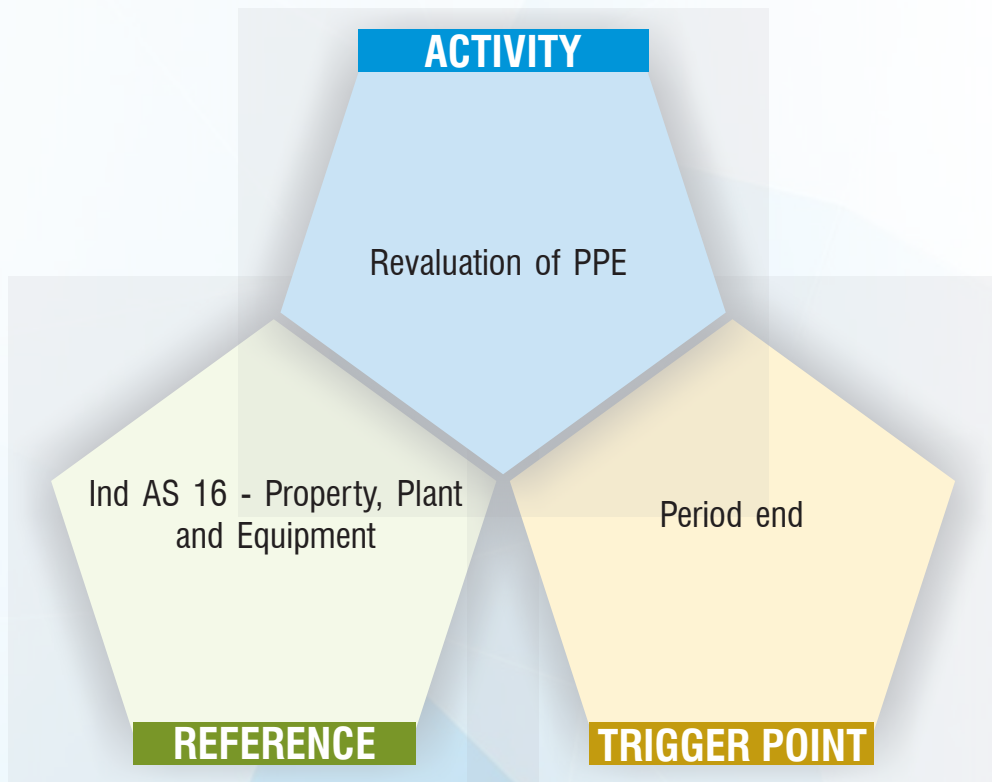 ACTIVITY
Revaluation of PPE
Ind AS 16 - Property, Plant
and Equipment
REFERENCE
Period end
TRIGGER POINT